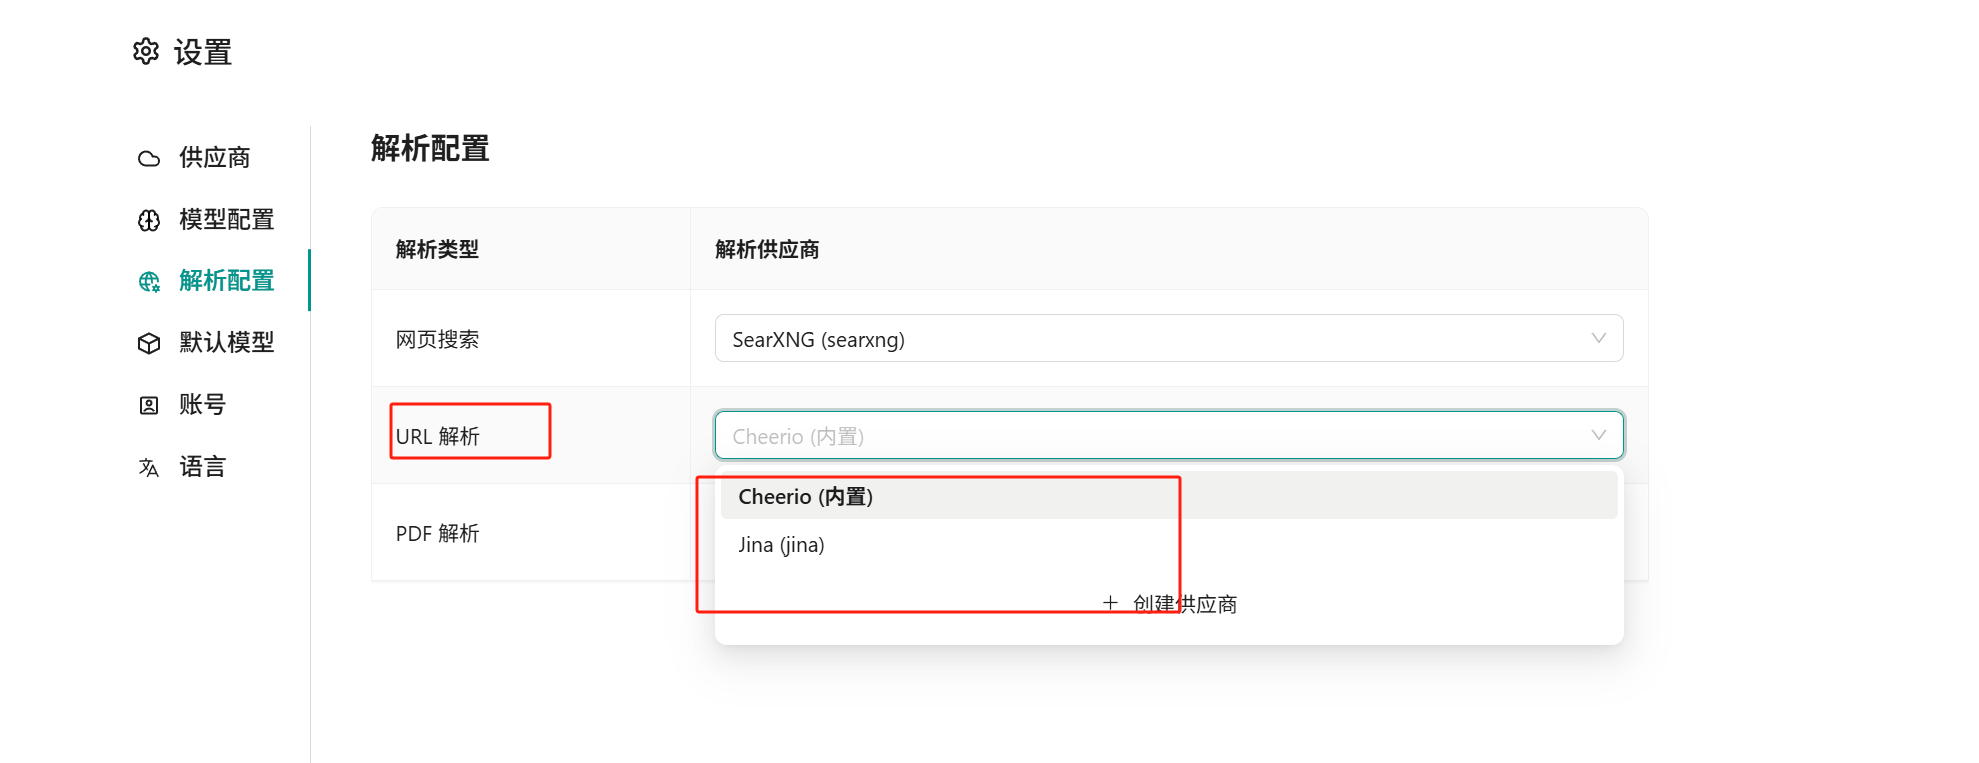 设置
供应商
模型配置
解析配置
默认模型
账号
语言
解析配置
解析类型
解析供应商
网页搜索
SearXNG (searxng)
URL 解析
Cheerio (内置)
Cheerio (内置)
Jina (jina)
PDF 解析
+ 创建供应商